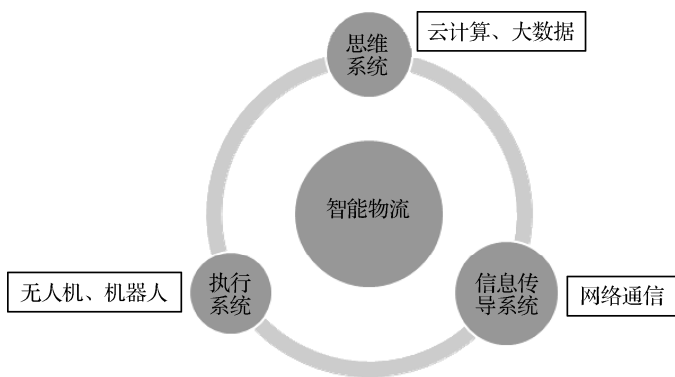 思维
系统
云计算、大数据
智能物流
无人机、机器人
执行
系统
信息传
导系统
网络通信